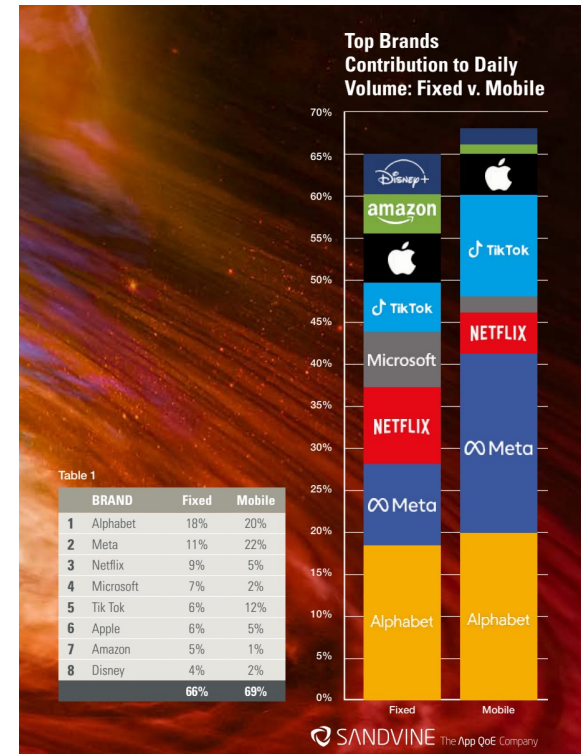 Top Brands
Contribution to Daily
Volume: Fixed v. Mobile
70%
65%
60%
55%
50%
45%
40%
35%
30%
25%
20%
15%
10%
5%
0%
Disney+
amazon
TikTok
Microsoft
NETFLIX
Meta
Alphabet
TikTok
NETFLIX
Meta
Alphabet
Fixed
Mobile
Table 1
BRAND Fixed Mobile
1 Alphabet 18% 20%
2 Meta 11% 22%
3 Netflix 9% 5%
4 Microsoft 7% 2%
5 Tik Tok 6% 12%
6 Apple 6% 5%
7 Amazon 5% 1%
8 Disney 4% 2%
66% 69%
SANDVINE The App QoE Company